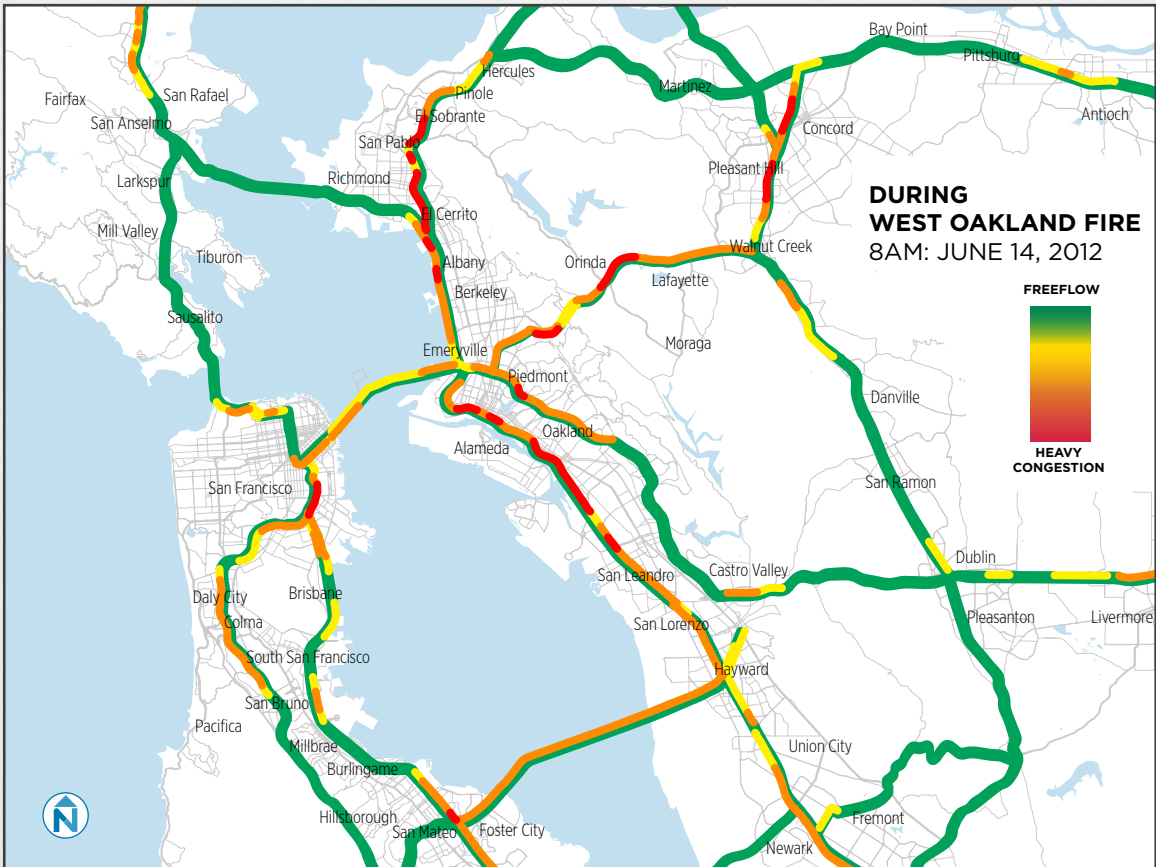 Bay Point
Pittsburg
Hercules
Martinez
Pinole
Fairfax
San Rafael
Antioch
El Sobrante
San Anselmo
Concord
San Pablo
Pleasant Hill
Richmond
Larkspur
DURING
WEST OAKLAND FIRE
8AM: JUNE 14, 2012
El Cerrito
Mill Valley
Walnut Creek
Tiburon
Albany
Orinda
Lafayette
FREEFLOW
Berkeley
Sausalito
Moraga
Emeryville
Piedmont
Danville
Oakland
Alameda
HEAVY
CONGESTION
San Francisco
San Ramon
Dublin
Castro Valley
San Leandro
Brisbane
Daly City
Pleasanton
Livermore
Colma
San Lorenzo
South San Francisco
Hayward
San Bruno
Pacifica
Millbrae
Union City
Burlingame
Hillsborough
Fremont
San Mateo
Foster City
Newark
N